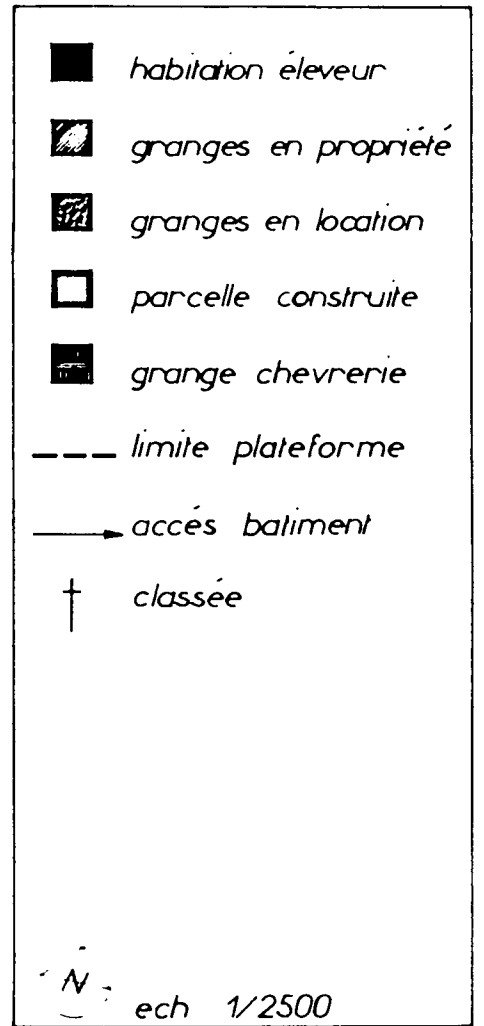 habitation éleveur
granges en propriété
granges en location
parcelle construite
grange chevrerie
limite plateforme
accés batiment
classée
N
ech 1/2500